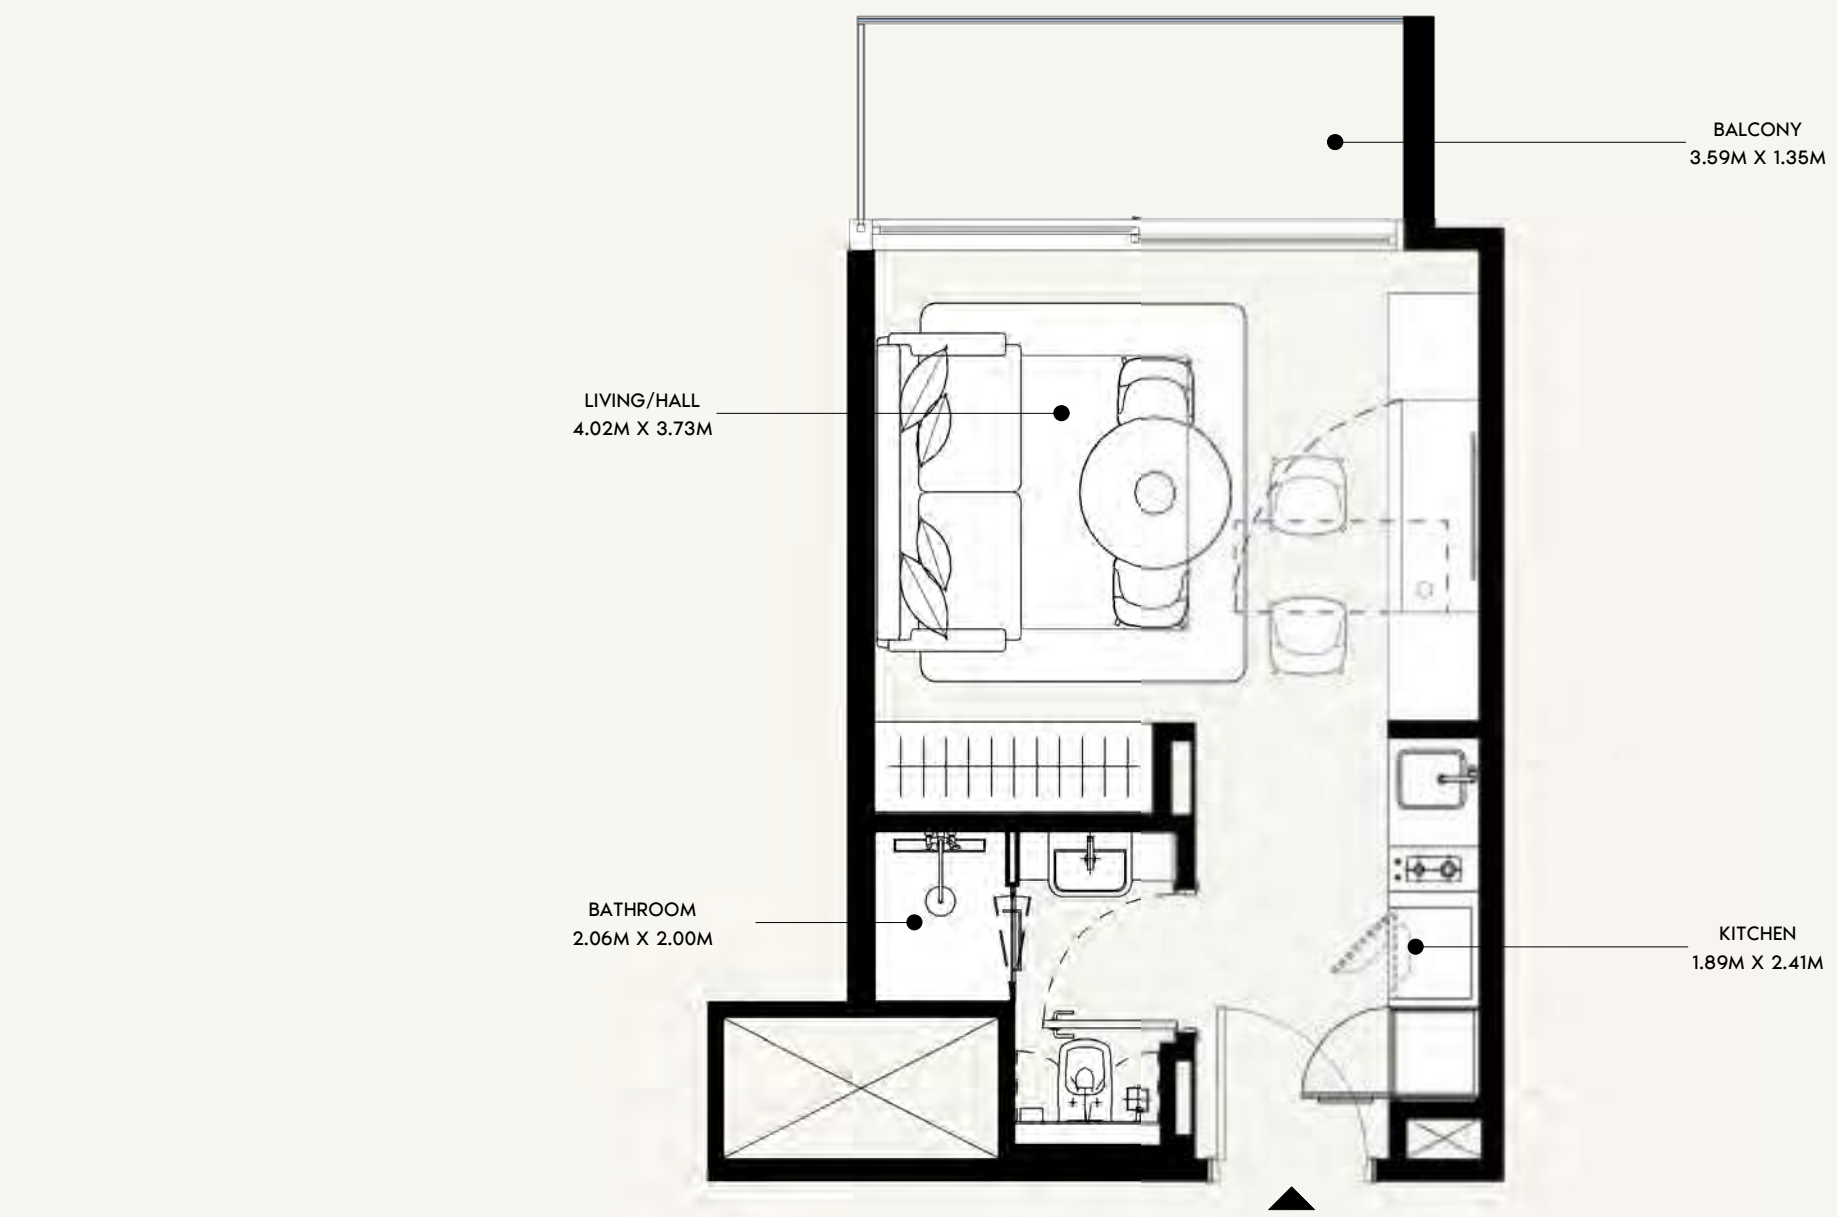 BALCONY
3.59M X 1.35M
LIVING/HALL
4.02M X 3.73M
BATHROOM
2.06M X 2.00M
KITCHEN
1.89M X 2.41M